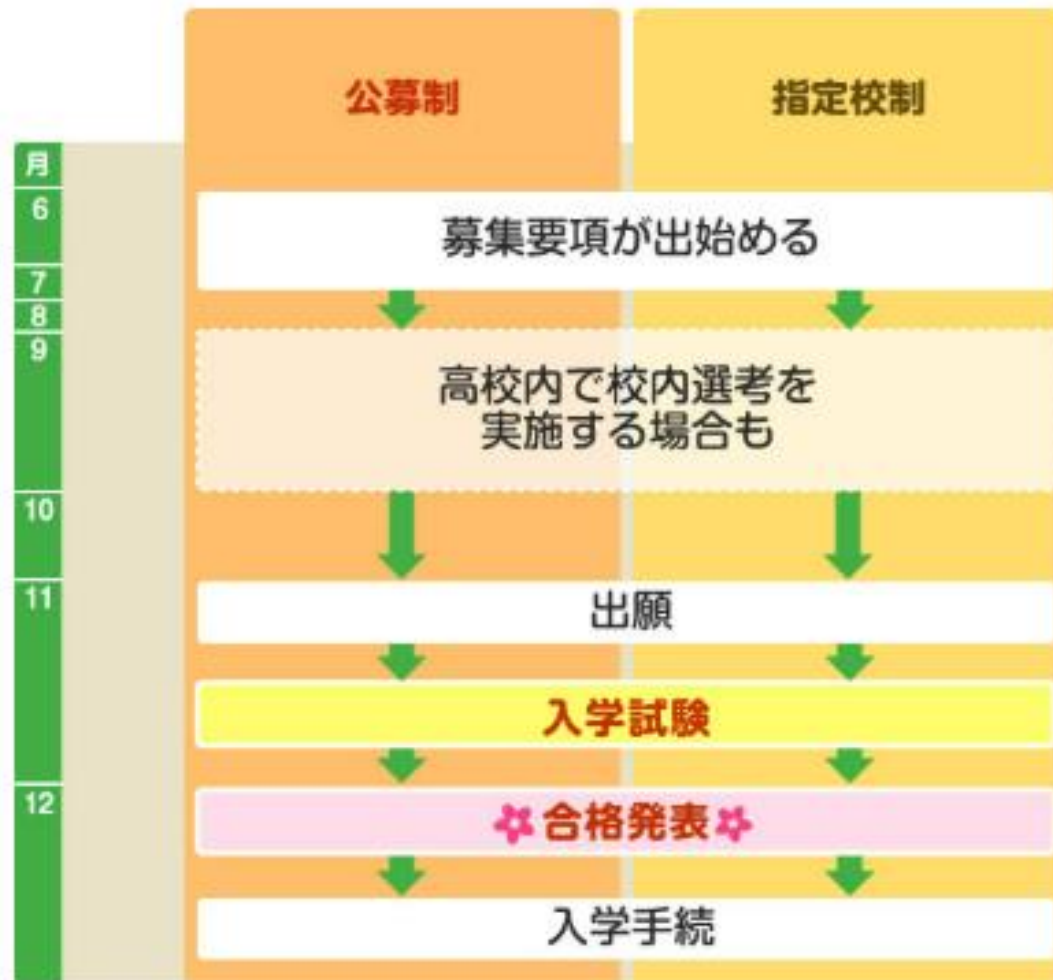 公募制
指定校制
月
6
募集要項が出始める
7
8
9
高校内で校内選考を
実施する場合も
10
11
出願
入学試験
12
合格発表
入学手続